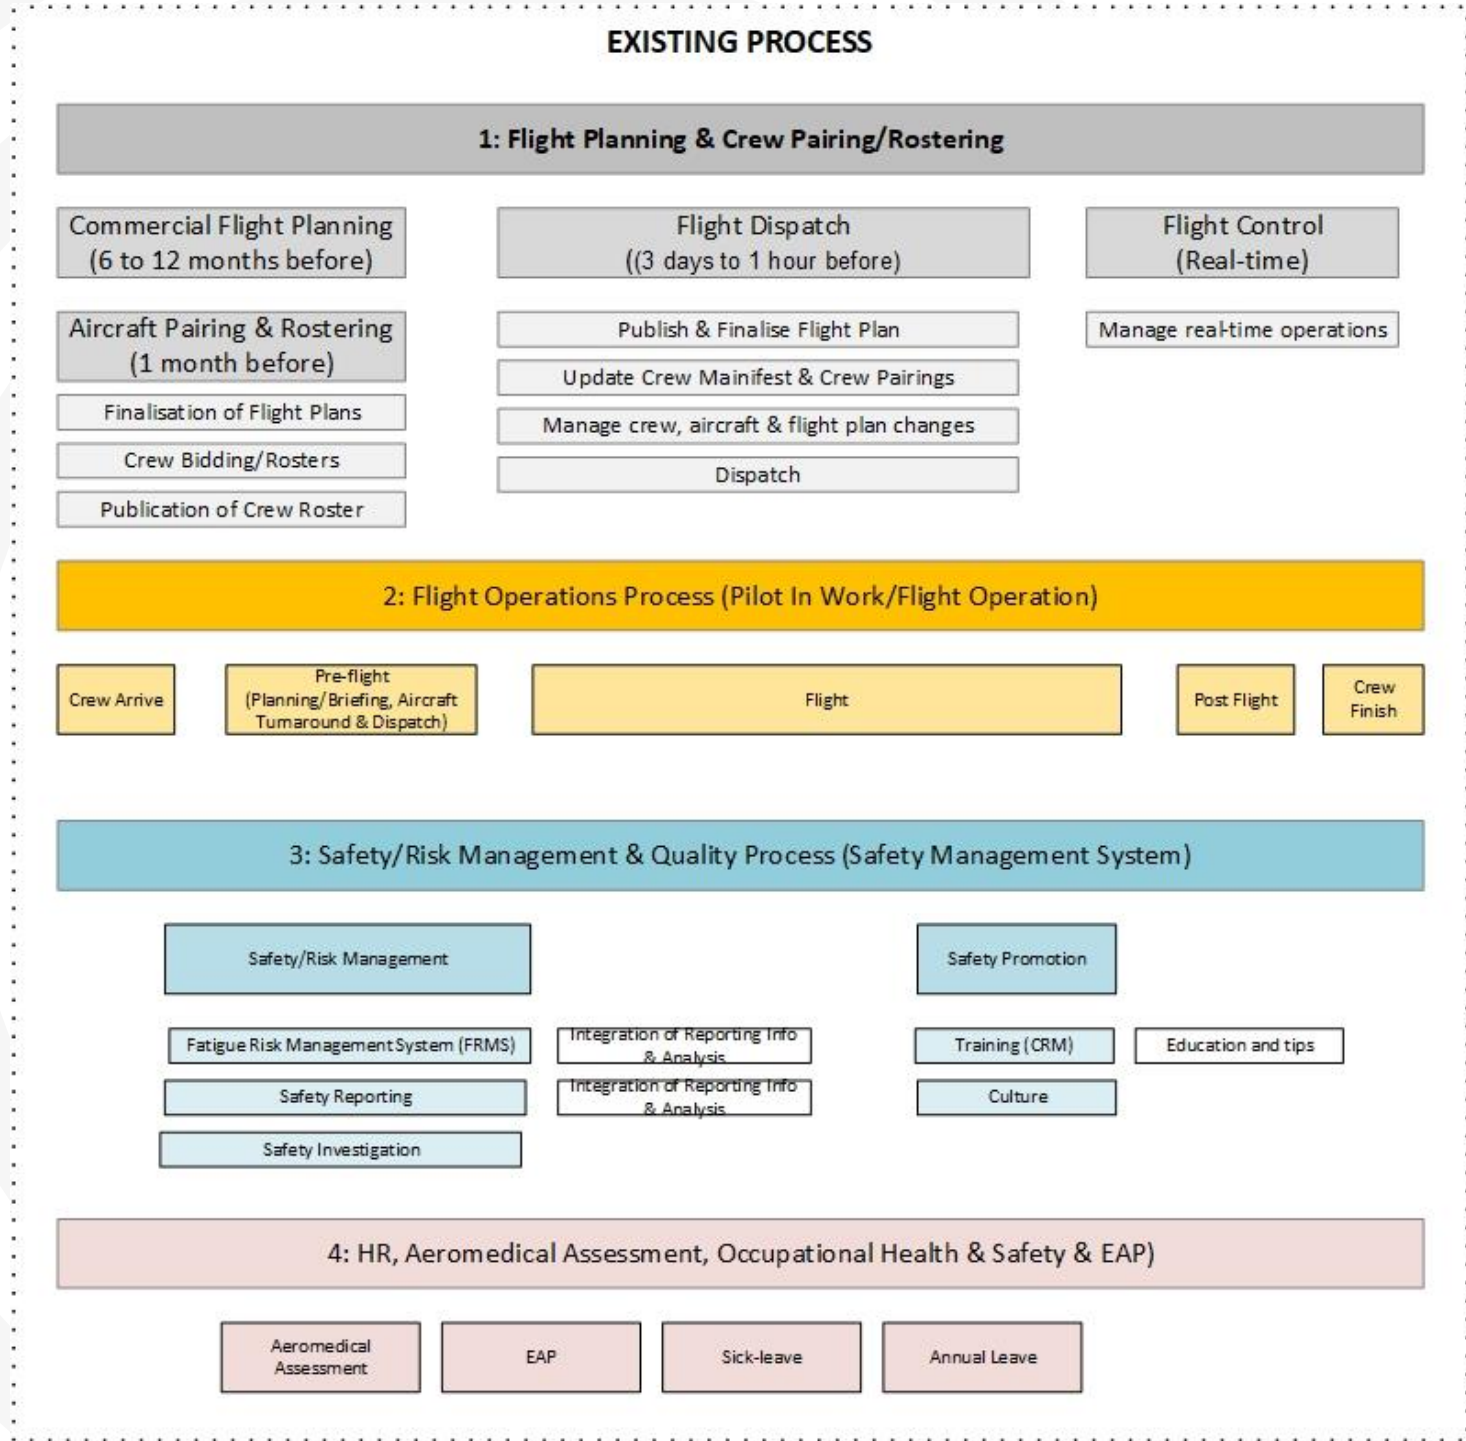 EXISTING PROCESS
1: Flight Planning & Crew Pairing/Rostering
Commercial Flight Planning
(6 to 12 months before)
Flight Dispatch
((3 days to 1 hour before)
Flight Control
(Real-time)
Aircraft Pairing & Rostering
(1 month before)
Finalisation of Flight Plans
Crew Bidding/Rosters
Publication of Crew Roster
Publish & Finalise Flight Plan
Update Crew Mainifest & Crew Pairings
Manage crew, aircraft & flight plan changes
Dispatch
Manage real-time operations
2: Flight Operations Process (Pilot In Work/Flight Operation)
Crew Arrive
Pre-flight
(Planning/Briefing, Aircraft
Turnaround & Dispatch)
Flight
Post Flight
Crew
Finish
3: Safety/Risk Management & Quality Process (Safety Management System)
Safety/Risk Management
Safety Promotion
Fatigue Risk Management System (FRMS)
Integration of Reporting Info
& Analysis
Training (CRM)
Education and tips
Safety Reporting
Integration of Reporting Info
& Analysis
Culture
Safety Investigation
4: HR, Aeromedical Assessment, Occupational Health & Safety & EAP)
Aeromedical
Assessment
EAP
Sick-leave
Annual Leave